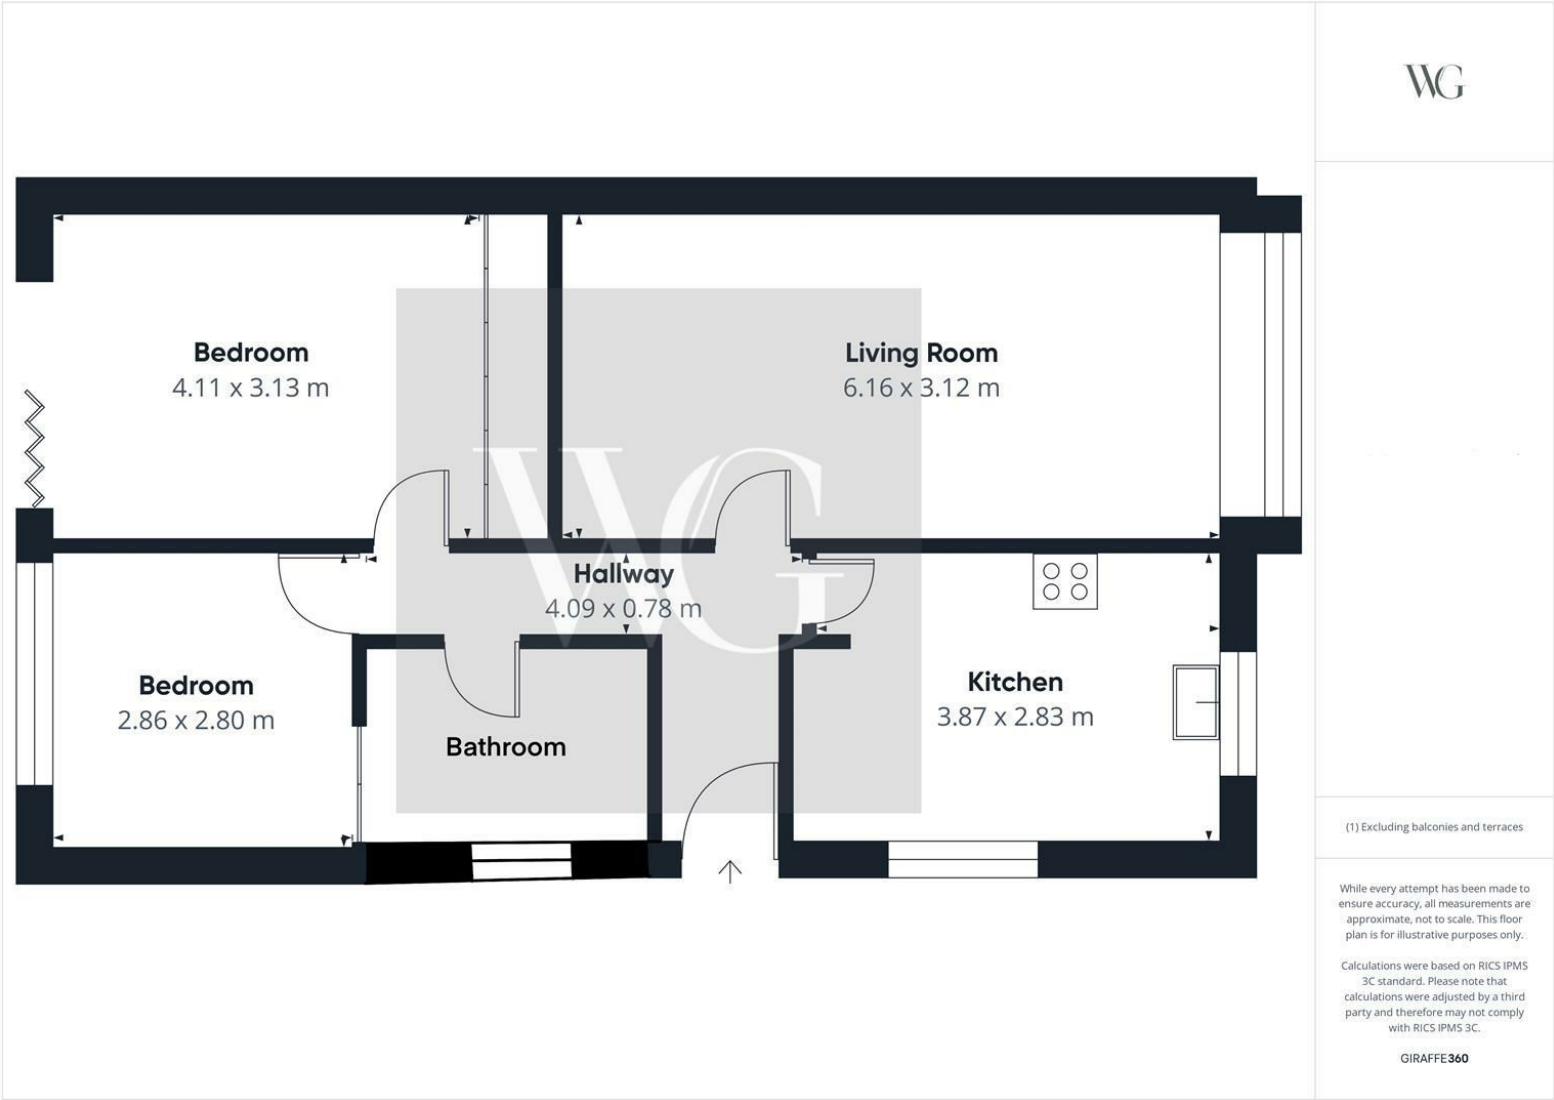 WG
Bedroom
4.11 x 3.13 m
Living Room
6.16 x 3.12 m
WG
Hallway
4.09 x 0.78 m
Bedroom
2.86 x 2.80 m
Bathroom
Kitchen
3.87 x 2.83 m
(1) Excluding balconies and terraces
While every attempt has been made to
ensure accuracy, all measurements are
approximate, not to scale. This floor
plan is for illustrative purposes only.
Calculations were based on RICS IPMS
3C standard. Please note that
calculations were adjusted by a third
party and therefore may not comply
with RICS IPMS 3C.
GIRAFFE360